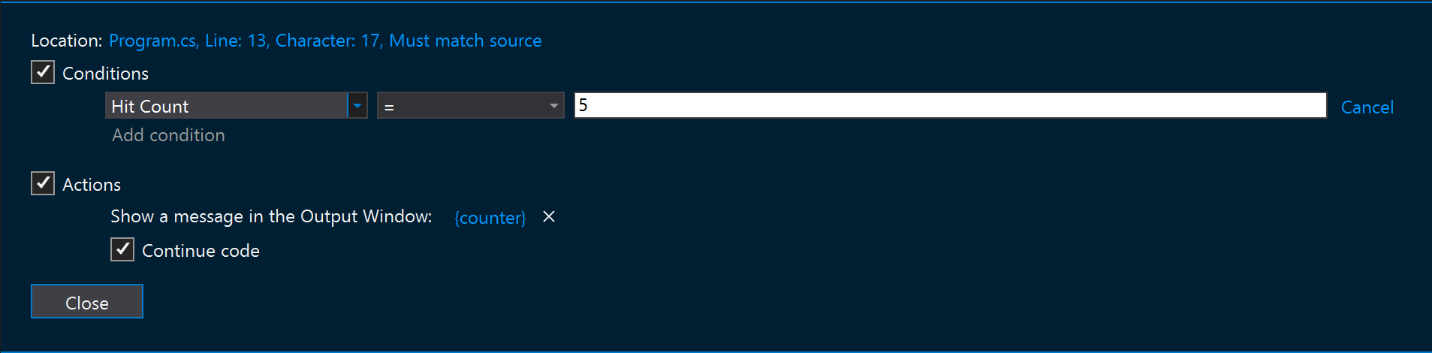 Location: Program.cs, Line: 13, Character: 17, Must match source
Conditions
Hit Count = 5 Cancel
Add condition
Actions
Show a message in the Output Window: {counter} ×
Continue code
Close